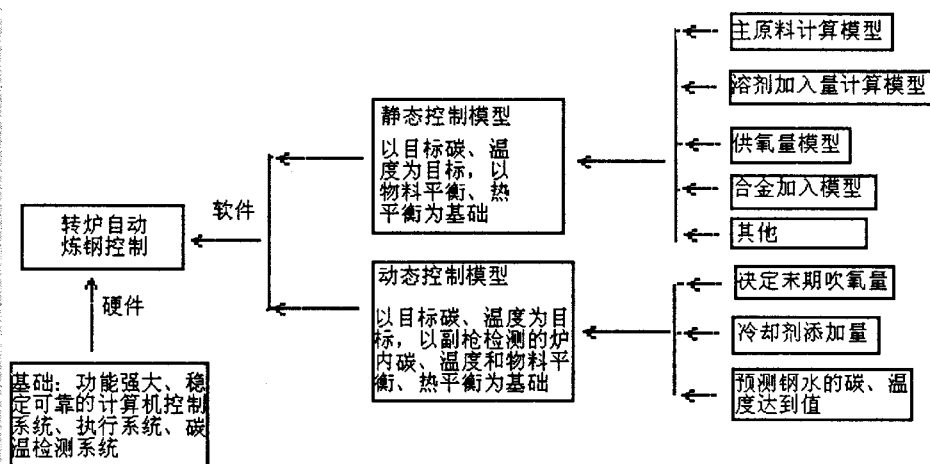 转炉自动
炼钢控制
硬件
基础：功能强大、稳
定可靠的计算机控制
系统、执行系统、碳
温检测系统
软件
静态控制模型
以目标碳、温
度为目标，以
物料平衡、热
平衡为基础
动态控制模型
以目标碳、温度为目
标，以副枪检测的炉
内碳、温度和物料平
衡、热平衡为基础
主原料计算模型
溶剂加入量计算模型
供氧量模型
合金加入模型
其他
决定末期吹氧量
冷却剂添加量
预测钢水的碳、温
度达到值